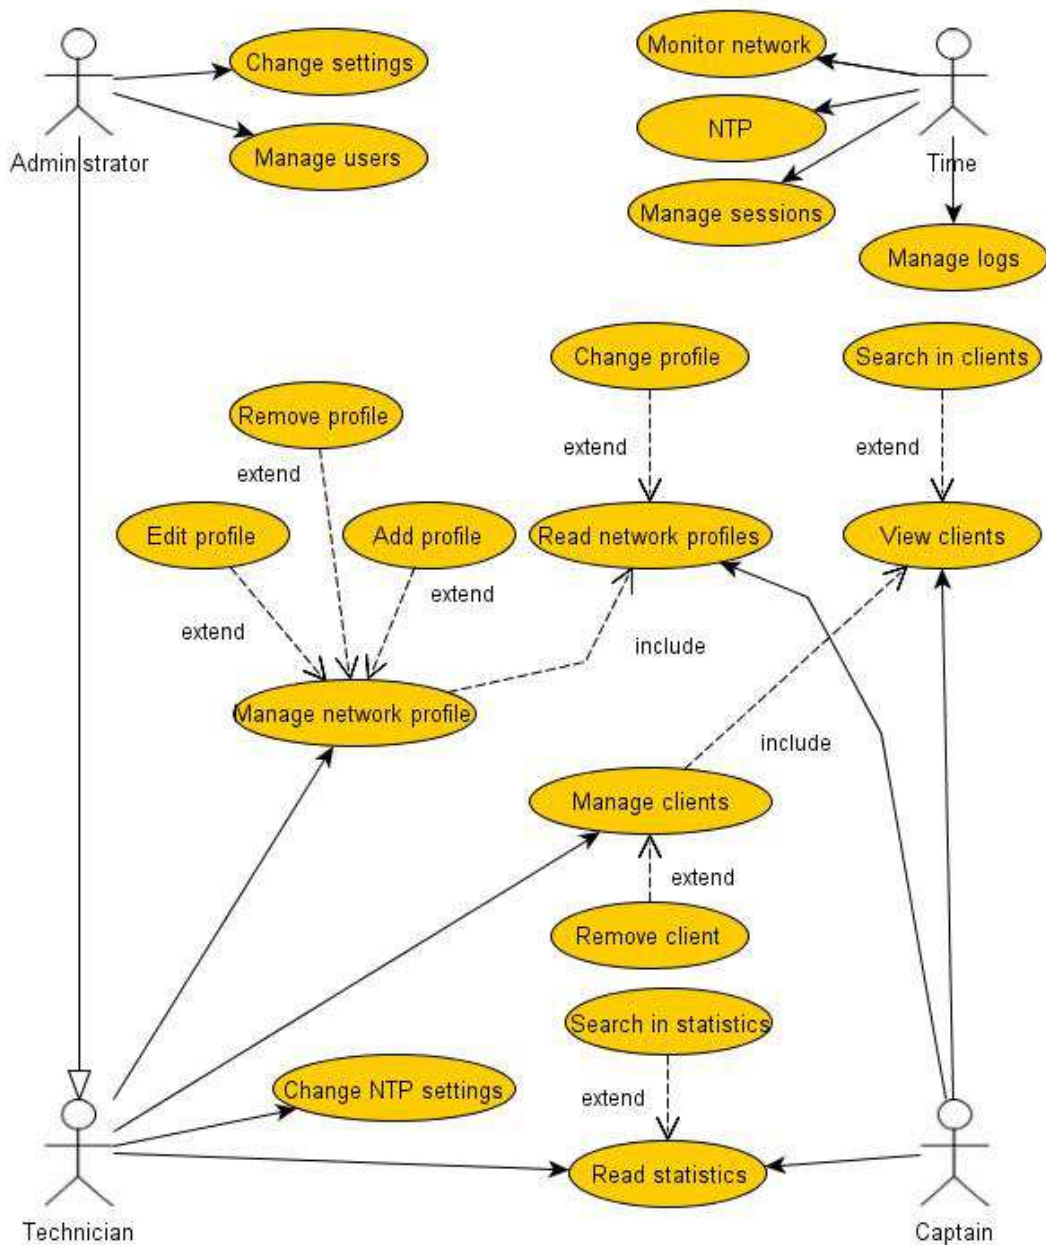 Change settings
Monitor network
NTP
Manage users
Administrator
Time
Manage sessions
Manage logs
Change profile
Search in clients
Remove profile
extend
extend
extend
Edit profile
Add profile
Read network profiles
View clients
extend
extend
include
Manage network profile
include
Manage clients
extend
Remove client
Search in statistics
Change NTP settings
extend
Read statistics
Technician
Captain